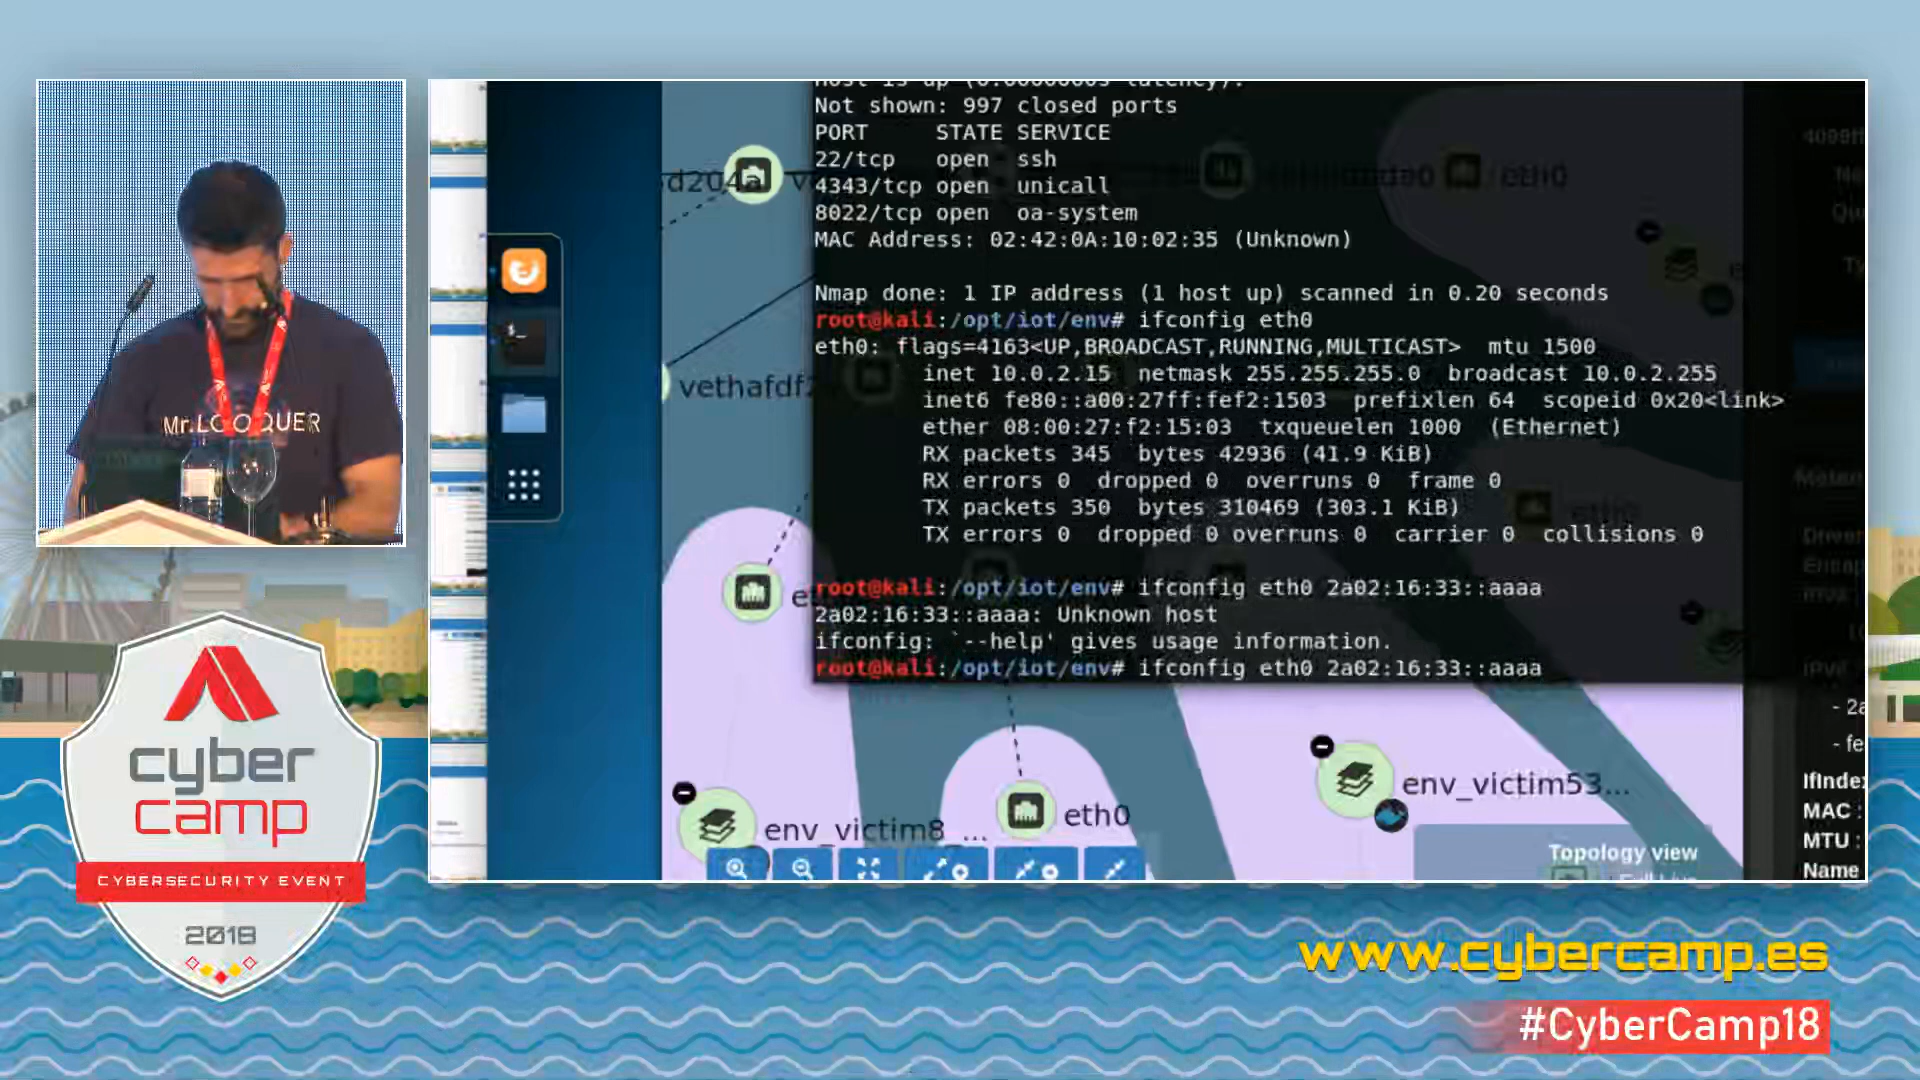 Not shown: 997 closed ports
PORT STATE SERVICE
22/tcp open ssh
4343/tcp open unicall
8022/tcp open oa-system
MAC Address: 02:42:0A:10:02:35 (Unknown)
Nmap done: 1 IP address (1 host up) scanned in 0.20 seconds
root@kali:/opt/iot/env# ifconfig eth0
eth0: flags=4163<UP,BROADCAST,RUNNING,MULTICAST> mtu 1500
inet 10.0.2.15 netmask 255.255.255.0 broadcast 10.0.2.255
inet6 fe80::a00:27ff:fef2:1503 prefixlen 64 scopeid 0x20<link>
ether 08:00:27:f2:15:03 txqueuelen 1000 (Ethernet)
RX packets 345 bytes 42936 (41.9 KiB)
RX errors 0 dropped 0 overruns 0 frame 0
TX packets 350 bytes 310469 (303.1 KiB)
TX errors 0 dropped 0 overruns 0 carrier 0 collisions 0
root@kali:/opt/iot/env# ifconfig eth0 2a02:16:33::aaaa
2a02:16:33::aaaa: Unknown host
ifconfig: `--help' gives usage information.
root@kali:/opt/iot/env# ifconfig eth0 2a02:16:33::aaaa
d204a
eth0
vethafdf
eth0
env_victim53...
env_victim8_ ...
eth0
Topology view
- 2a
- fe
IfIndex
MAC :
MTU :
Name
Mr.LOOQUER
cyber
camp
CYBERSECURITY EVENT
2018
www.cybercamp.es
#CyberCamp18